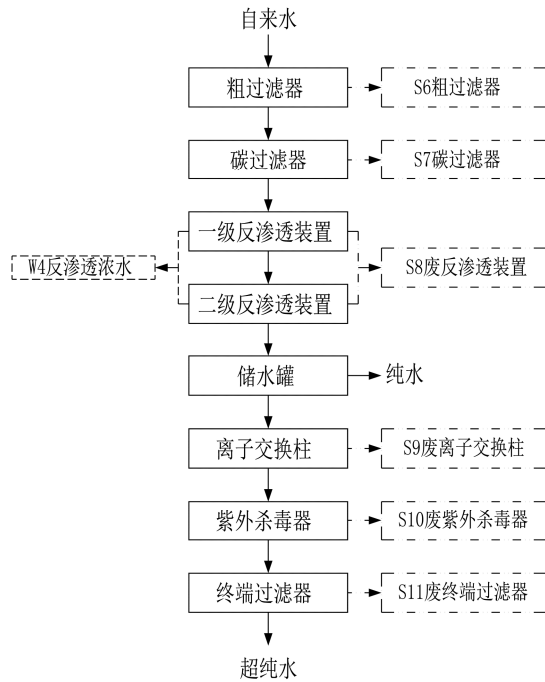 自来水
粗过滤器
S6粗过滤器
碳过滤器
S7碳过滤器
一级反渗透装置
W4反渗透浓水
S8废反渗透装置
二级反渗透装置
储水罐
纯水
离子交换柱
S9废离子交换柱
紫外杀毒器
S10废紫外杀毒器
终端过滤器
S11废终端过滤器
超纯水